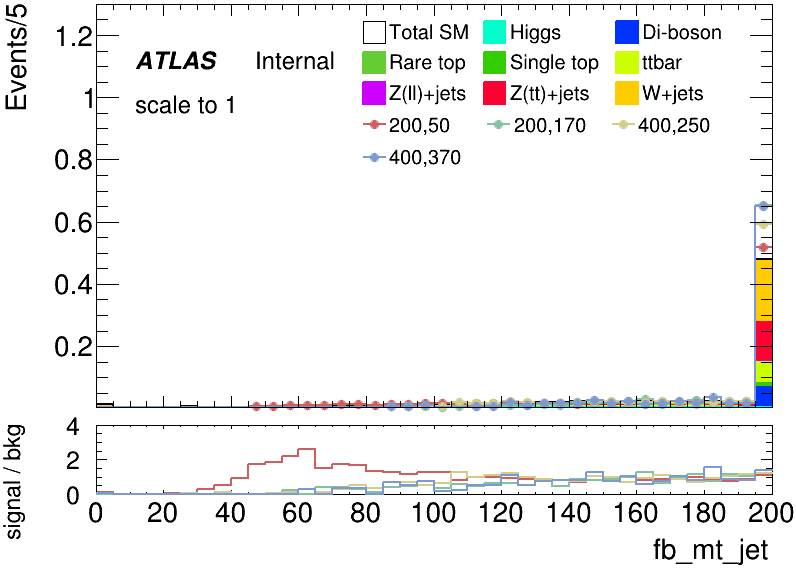 Events/5
1.2
1
0.8
0.6
0.4
0.2
ATLAS Internal
scale to 1
Total SM Higgs Di-boson
Rare top Single top ttbar
Z(ll)+jets Z(tt)+jets W+jets
200,50 200,170 400,250
400,370
signal / bkg
4
2
0
0 20 40 60 80 100 120 140 160 180 200
fb_mt_jet